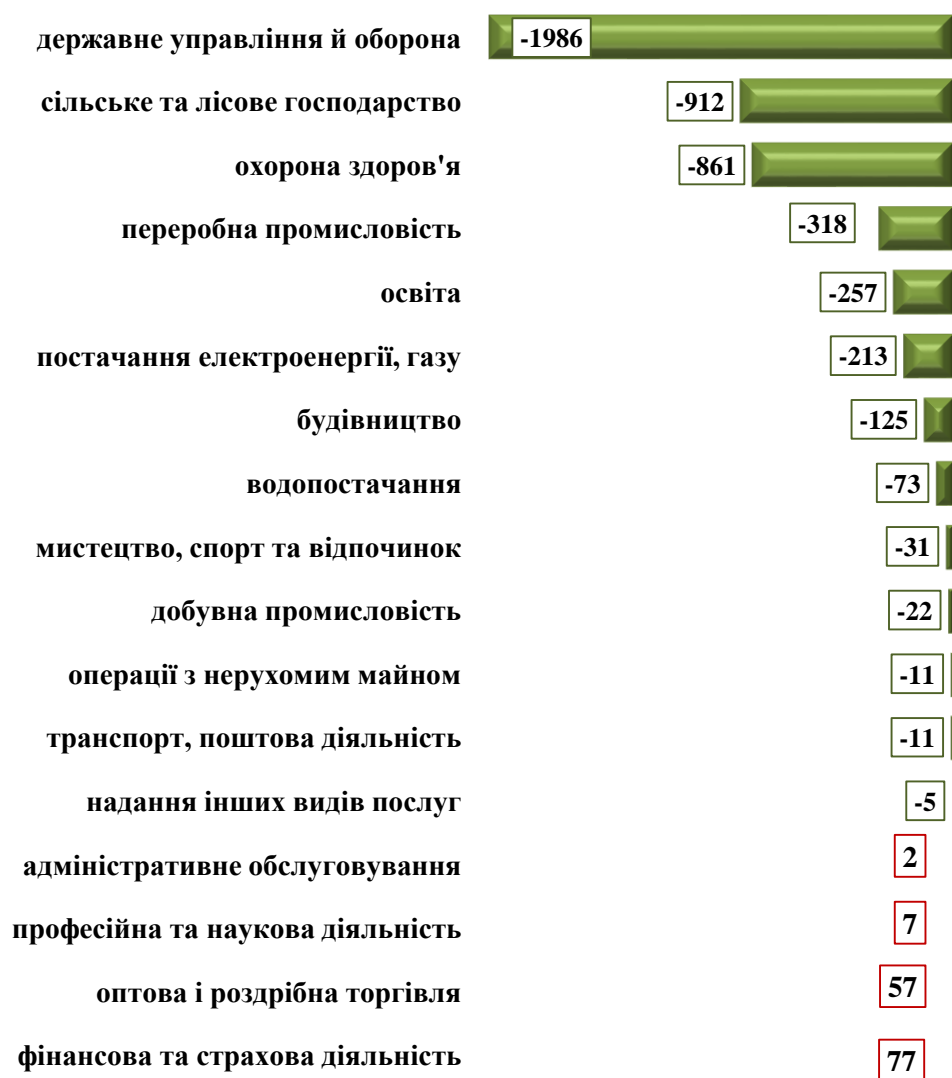 державне управління й оборона -1986
сільське та лісове господарство -912
охорона здоров'я -861
переробна промисловість -318
освіта -257
постачання електроенергії, газу -213
будівництво -125
водопостачання -73
мистецтво, спорт та відпочинок -31
добувна промисловість -22
операції з нерухомим майном -11
транспорт, поштова діяльність -11
надання інших видів послуг -5
адміністративне обслуговування 2
професійна та наукова діяльність 7
оптова і роздрібна торгівля 57
фінансова та страхова діяльність 77